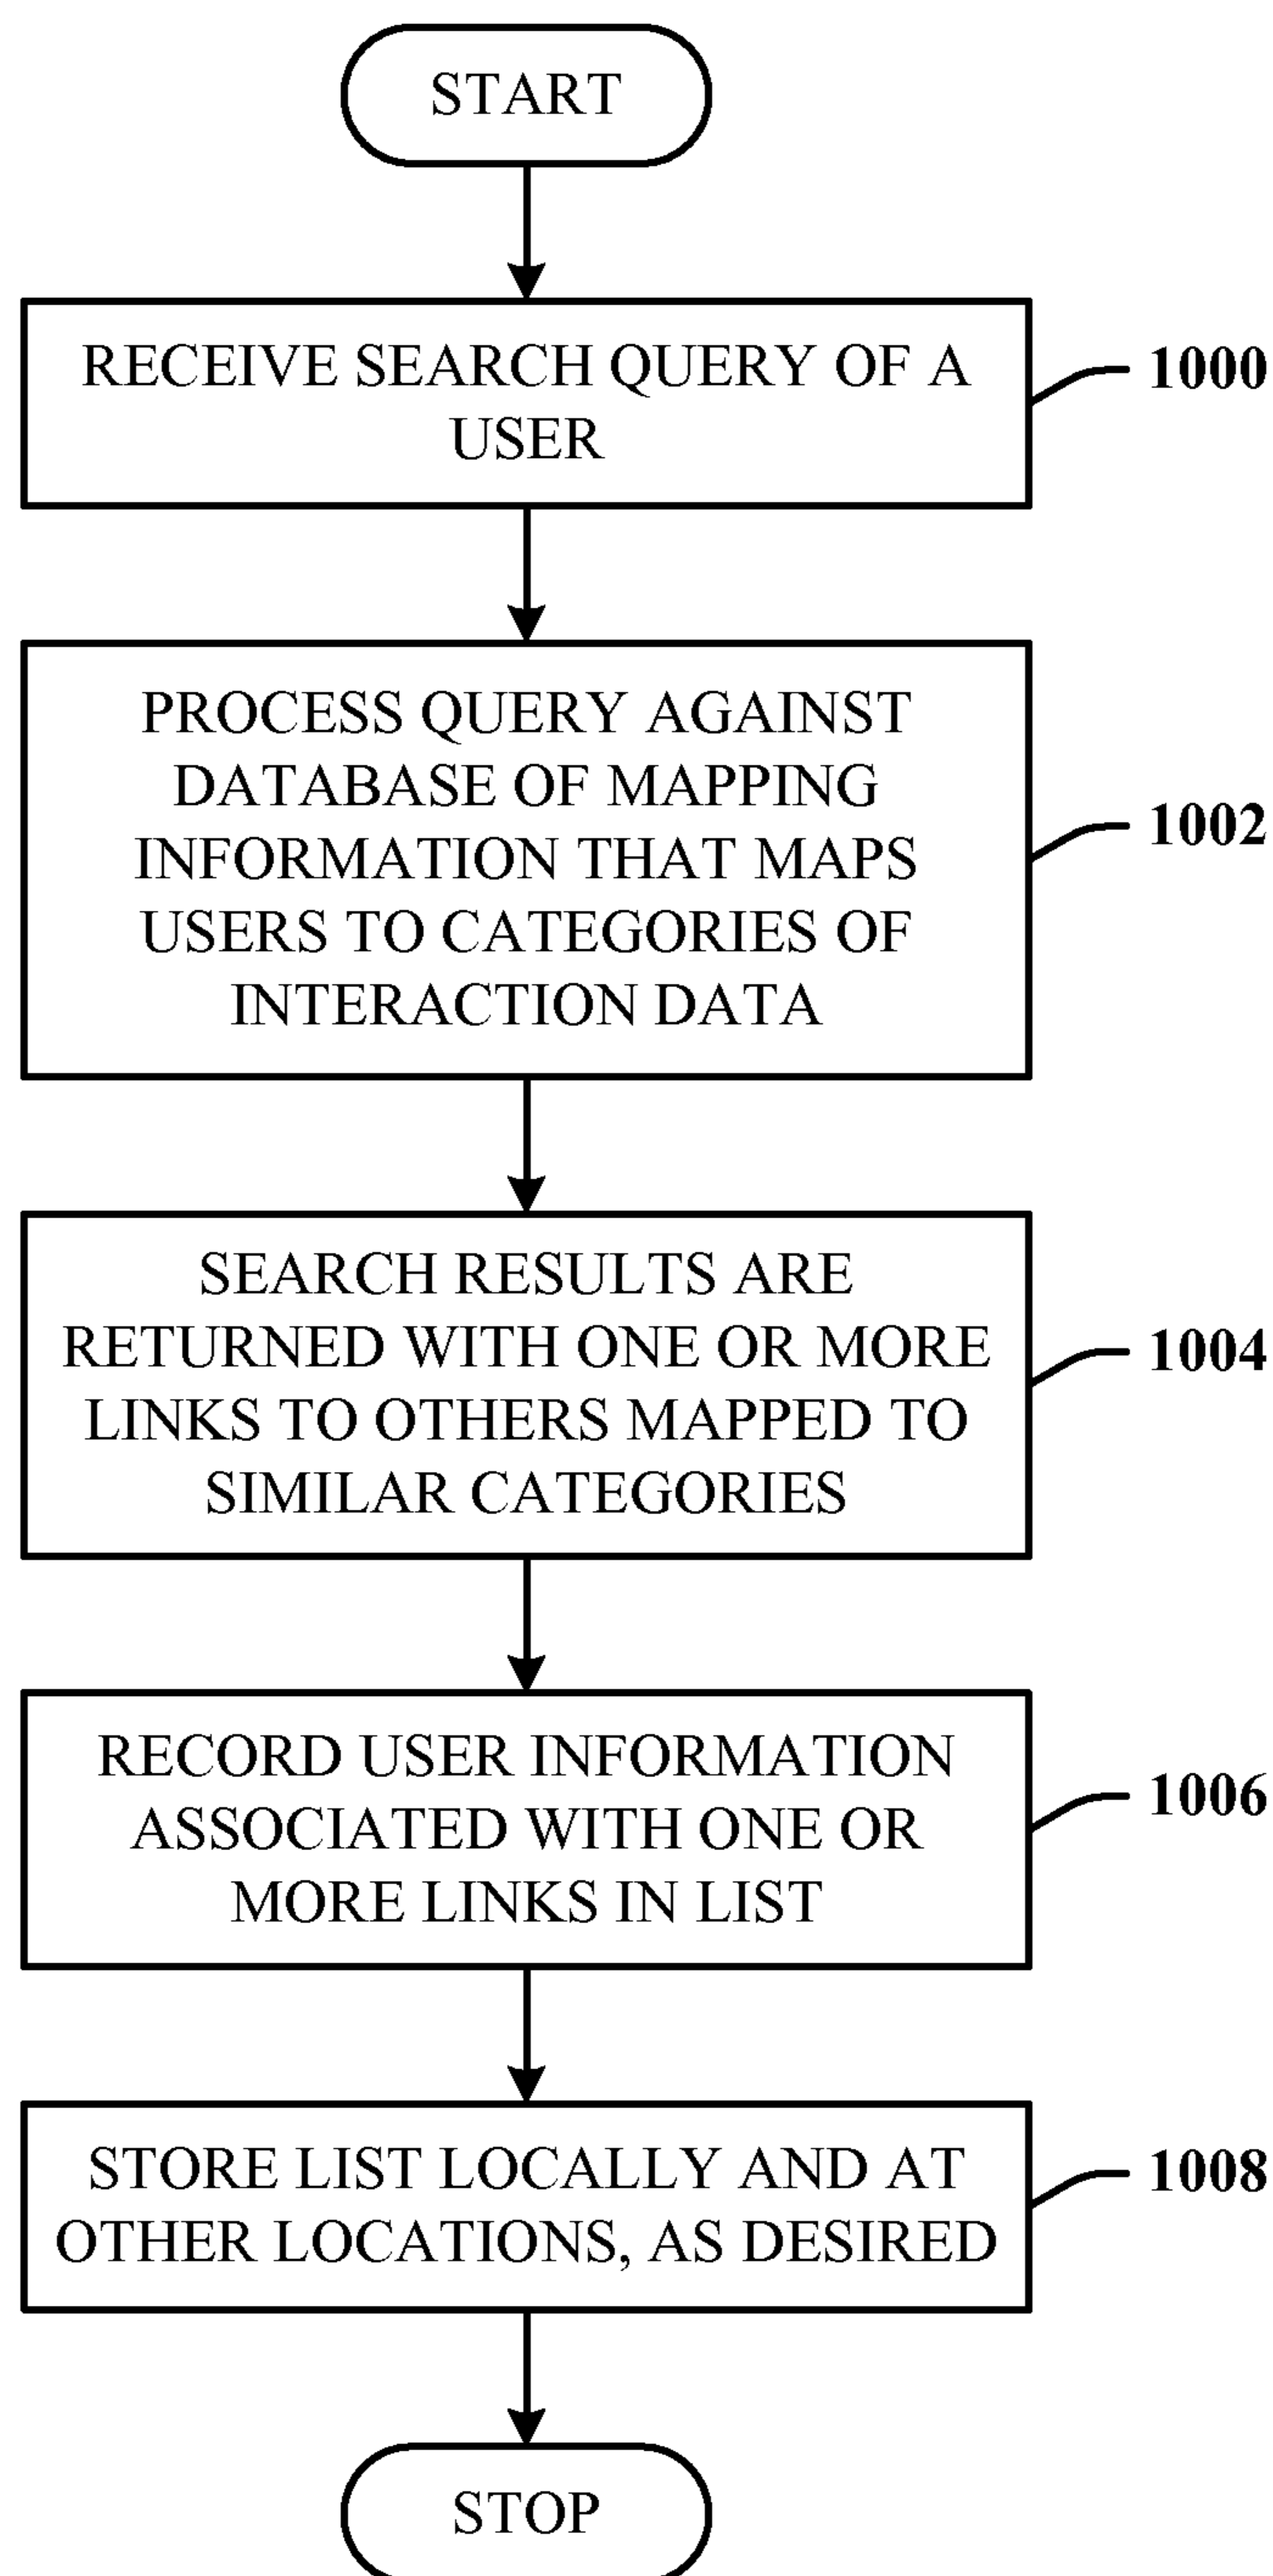 START
RECEIVE SEARCH QUERY OF A
USER
1000
PROCESS QUERY AGAINST
DATABASE OF MAPPING
INFORMATION THAT MAPS
USERS TO CATEGORIES OF
INTERACTION DATA
1002
SEARCH RESULTS ARE
RETURNED WITH ONE OR MORE
LINKS TO OTHERS MAPPED TO
SIMILAR CATEGORIES
1004
RECORD USER INFORMATION
ASSOCIATED WITH ONE OR
MORE LINKS IN LIST
1006
STORE LIST LOCALLY AND AT
OTHER LOCATIONS, AS DESIRED
1008
STOP